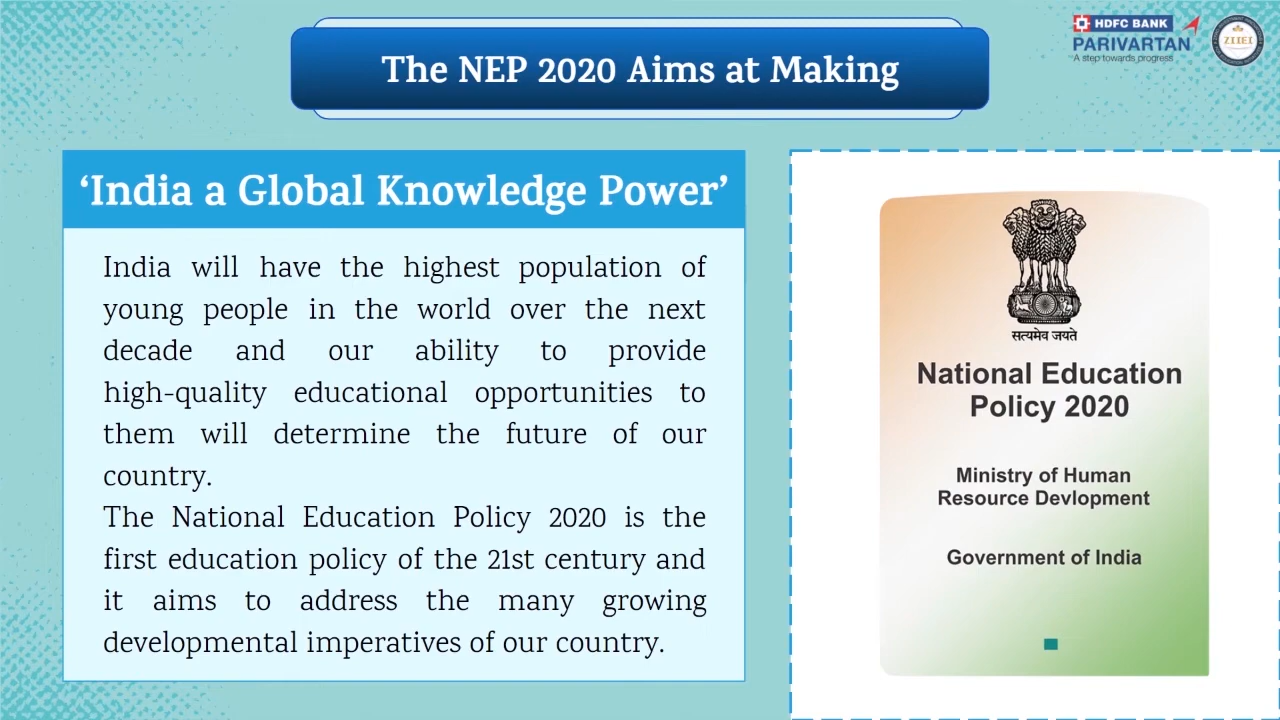 The NEP 2020 Aims at Making
HDFC BANK
PARIVARTAN
A step towards progress
ZIIEI
‘India a Global Knowledge Power’
India will have the highest population of
young people in the world over the next
decade and our ability to provide
high-quality educational opportunities to
them will determine the future of our
country.
The National Education Policy 2020 is the
first education policy of the 21st century and
it aims to address the many growing
developmental imperatives of our country.
सत्यमेव जयते
National Education
Policy 2020
Ministry of Human
Resource Devlopment
Government of India